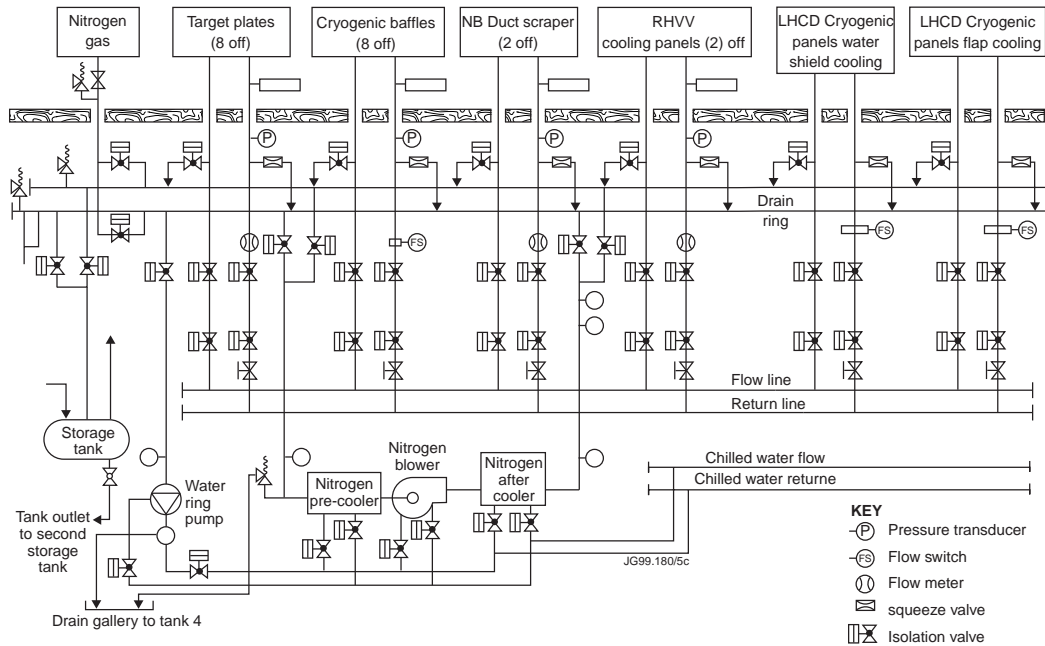 Nitrogen
gas
Target plates
(8 off)
Cryogenic baffles
(8 off)
NB Duct scraper
(2 off)
RHVV
cooling panels (2) off
LHCD Cryogenic
panels water
shield cooling
LHCD Cryogenic
panels flap cooling
P
P
P
P
Drain
ring
FS
FS
FS
Flow line
Return line
Storage
tank
Tank outlet
to second
storage
tank
Water
ring
pump
Nitrogen
pre-cooler
Nitrogen
blower
Nitrogen
after
cooler
Chilled water flow
Chilled water returne
JG99.180/5c
Drain gallery to tank 4
KEY
P Pressure transducer
FS Flow switch
Flow meter
squeeze valve
Isolation valve